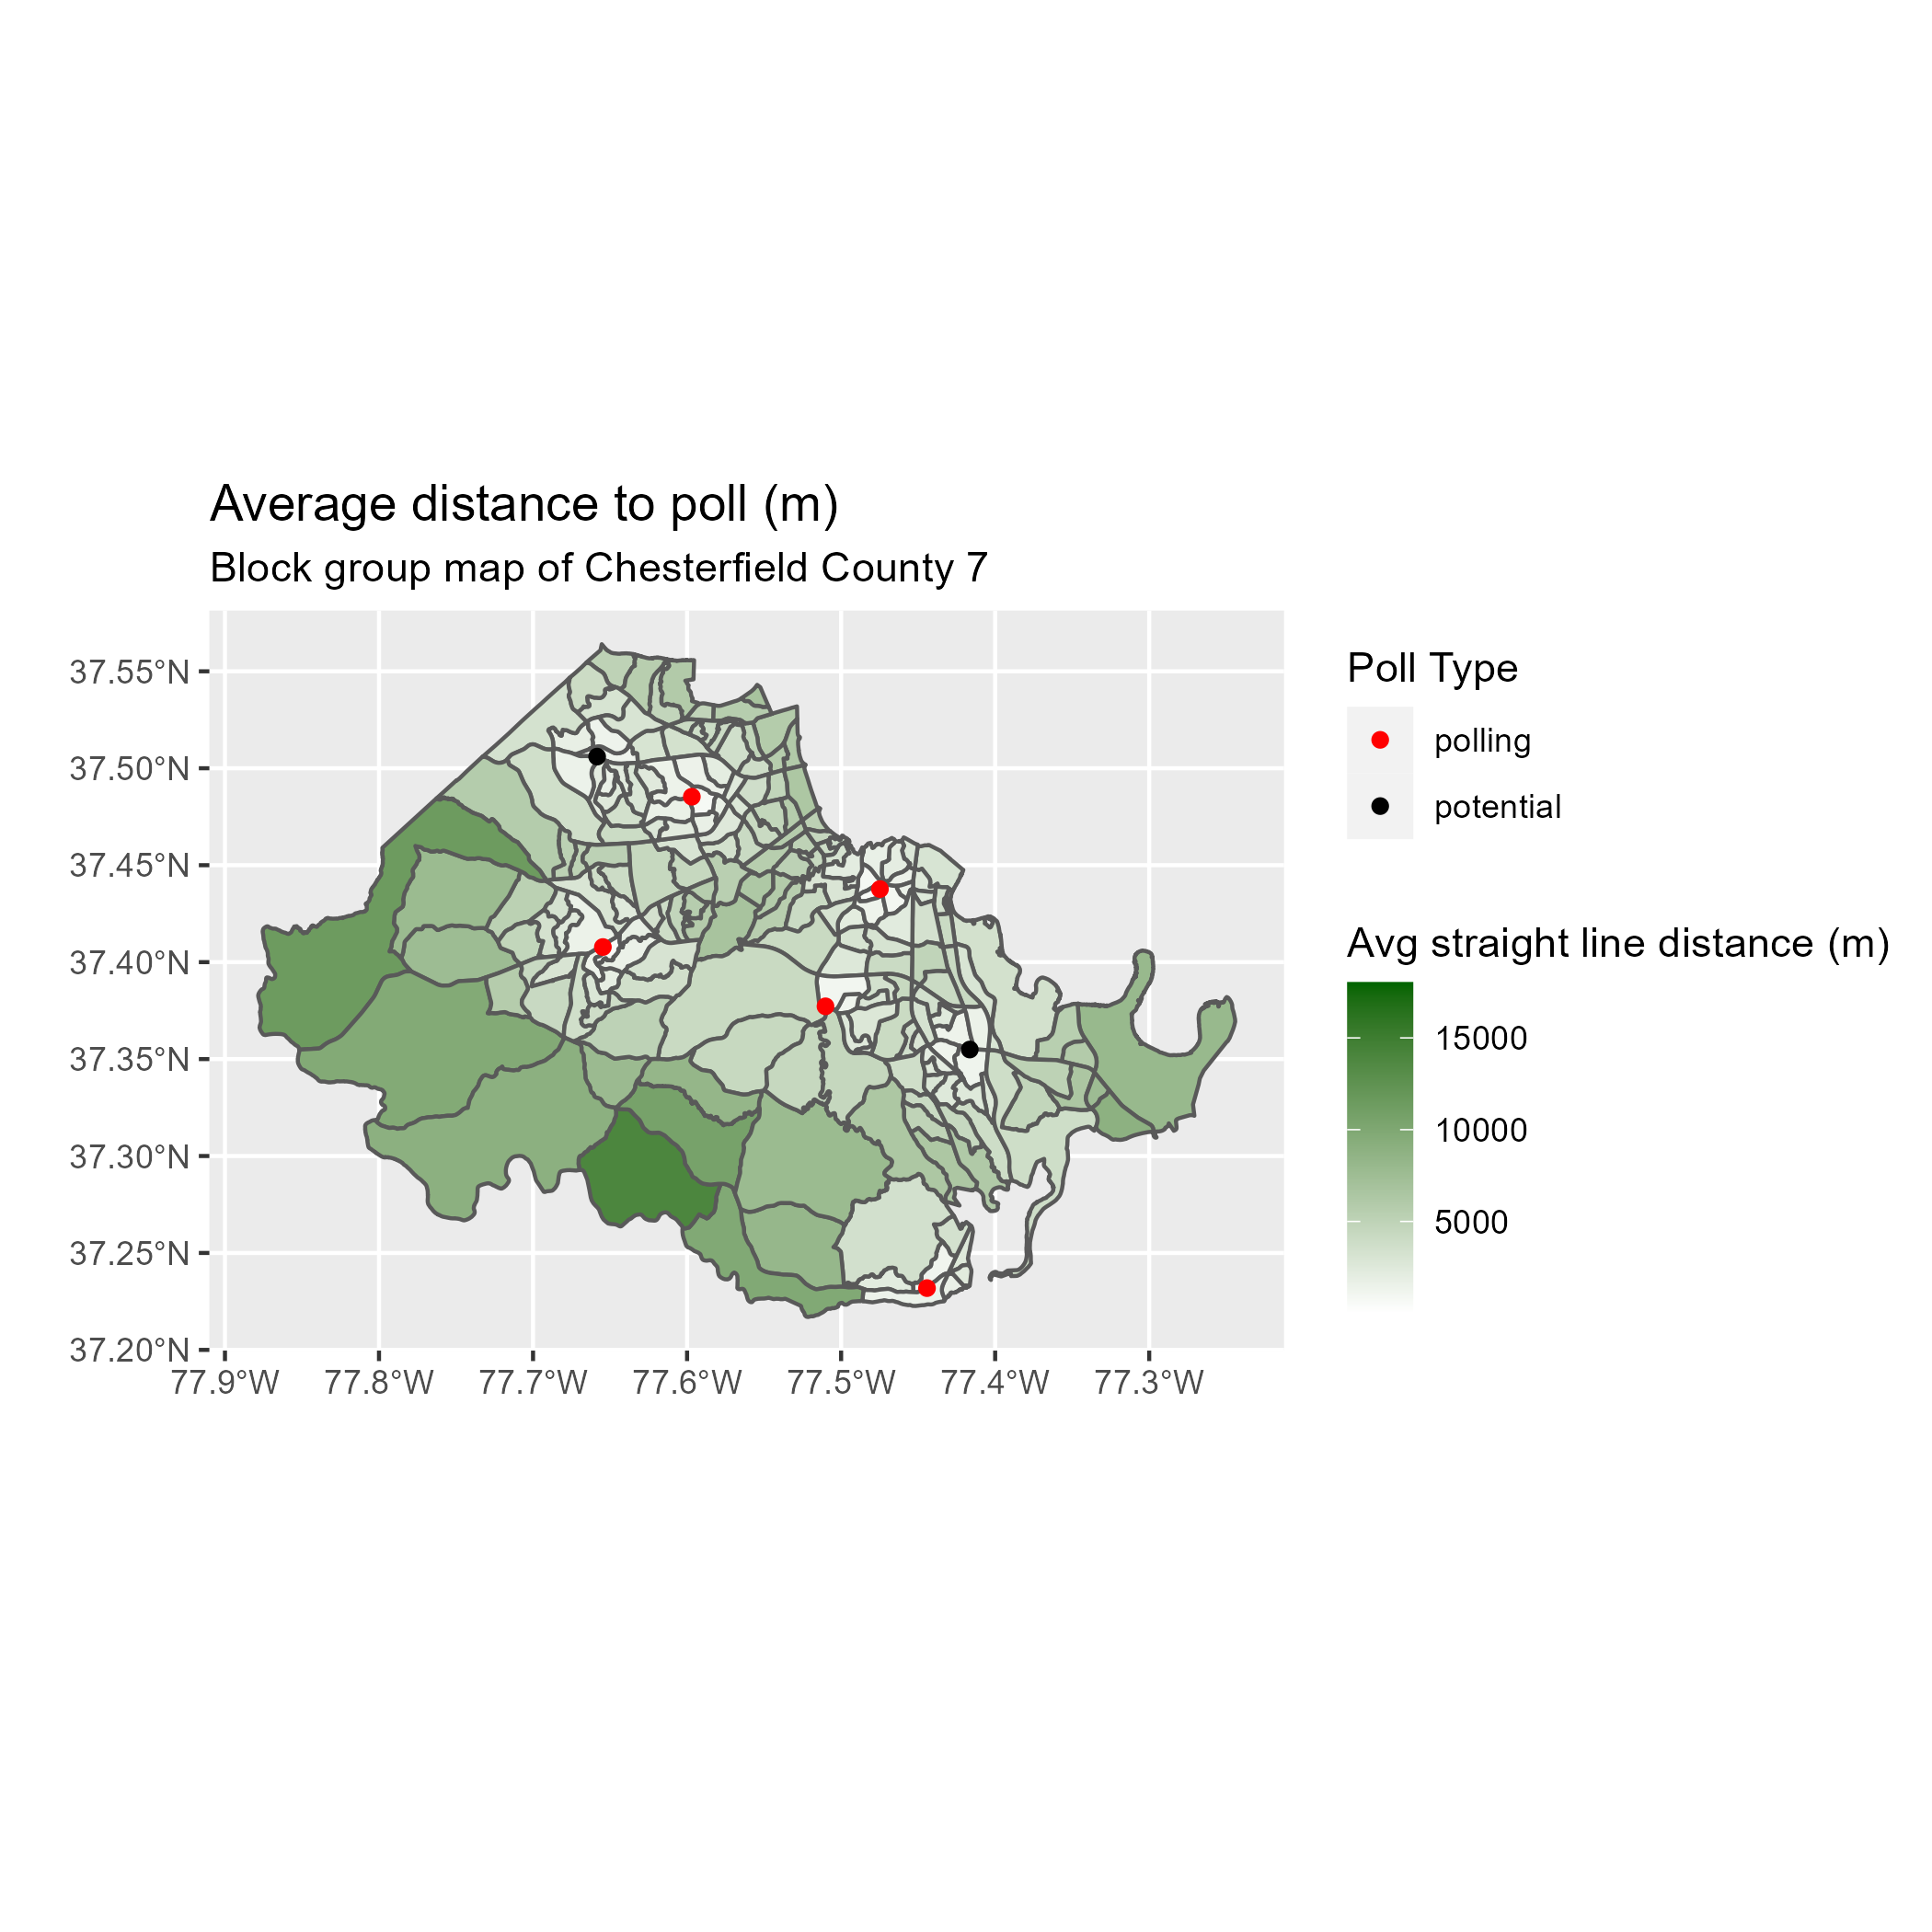 Average distance to poll (m)
Block group map of Chesterfield County 7
37.55°N
37.50°N
37.45°N
37.40°N
37.35°N
37.30°N
37.25°N
37.20°N
77.9°W 77.8°W 77.7°W 77.6°W 77.5°W 77.4°W 77.3°W
Poll Type
polling
potential
Avg straight line distance (m)
15000
10000
5000